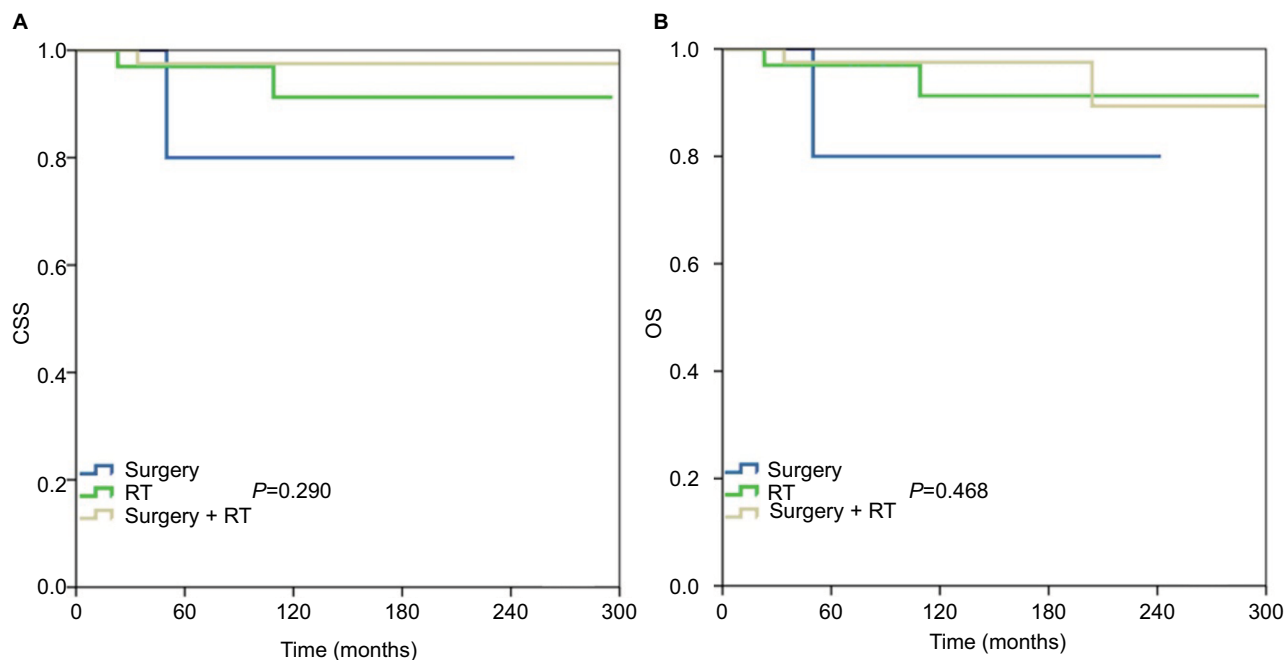 A
1.0
0.8
0.6
0.4
0.2
0.0
CSS
Surgery
RT
Surgery + RT
P=0.290
0 60 120 180 240 300
Time (months)
B
1.0
0.8
0.6
0.4
0.2
0.0
OS
Surgery
RT
Surgery + RT
P=0.468
0 60 120 180 240 300
Time (months)